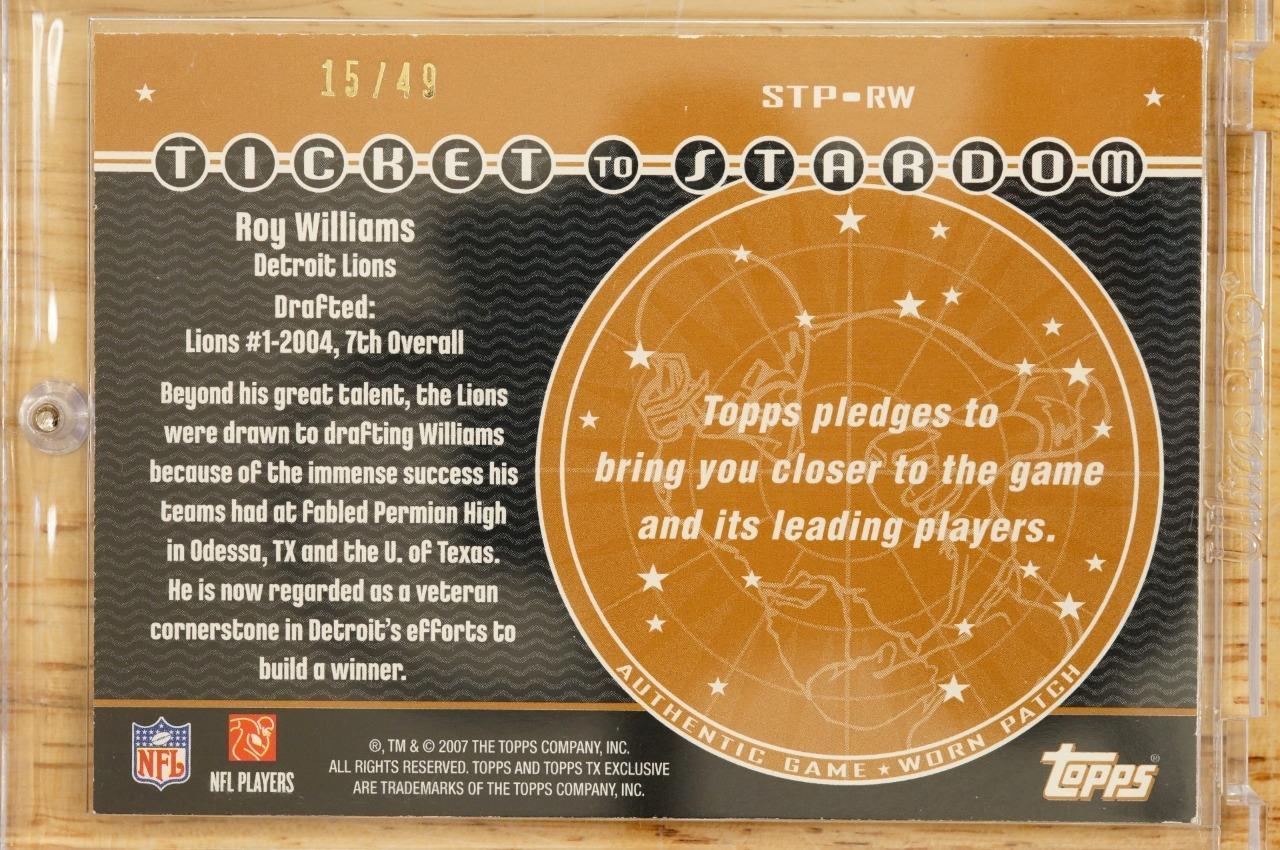 15/49
STP-RW
TICKET TO STARDOM
Roy Williams
Detroit Lions
Drafted:
Lions #1-2004, 7th Overall
Beyond his great talent, the Lions
were drawn to drafting Williams
because of the immense success his
teams had at fabled Permian High
in Odessa, TX and the U. of Texas.
He is now regarded as a veteran
cornerstone in Detroit's efforts to
build a winner.
Topps pledges to
bring you closer to the game
and its leading players.
AUTHENTIC GAME ★ WORN PATCH
NFL
NFL PLAYERS
®, TM & © 2007 THE TOPPS COMPANY, INC.
ALL RIGHTS RESERVED. TOPPS AND TOPPS TX EXCLUSIVE
ARE TRADEMARKS OF THE TOPPS COMPANY, INC.
topps®